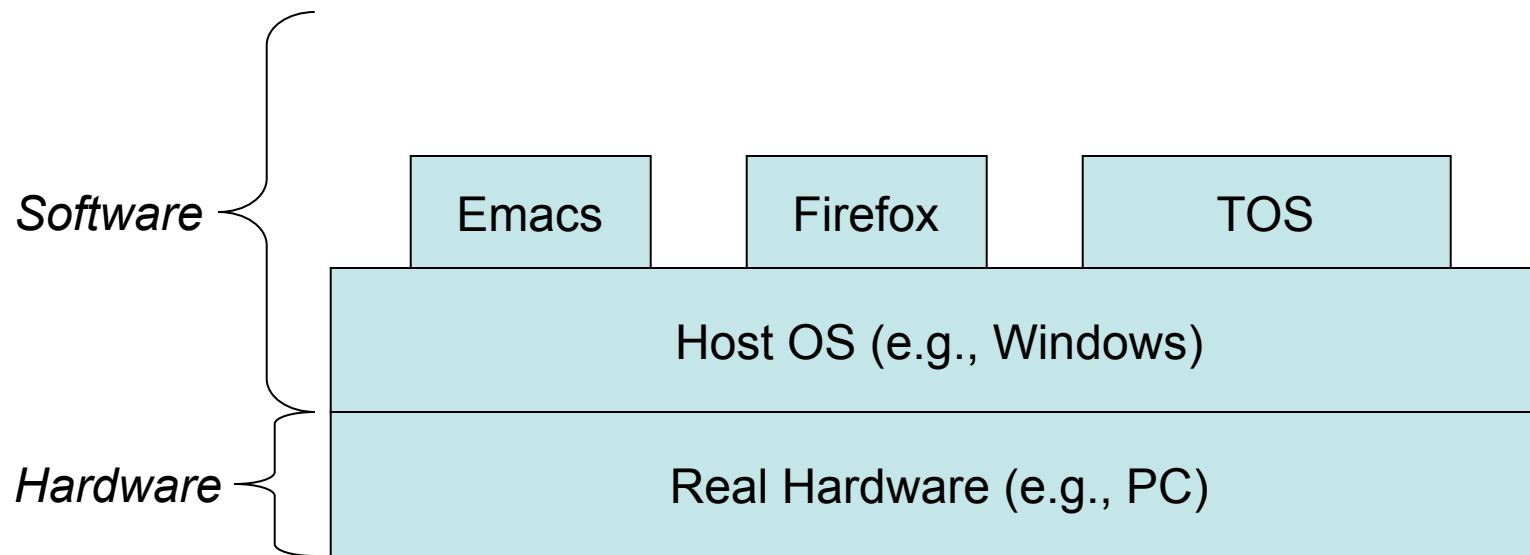 Emacs
Firefox
TOS
Software
Host OS (e.g., Windows)
Hardware
Real Hardware (e.g., PC)